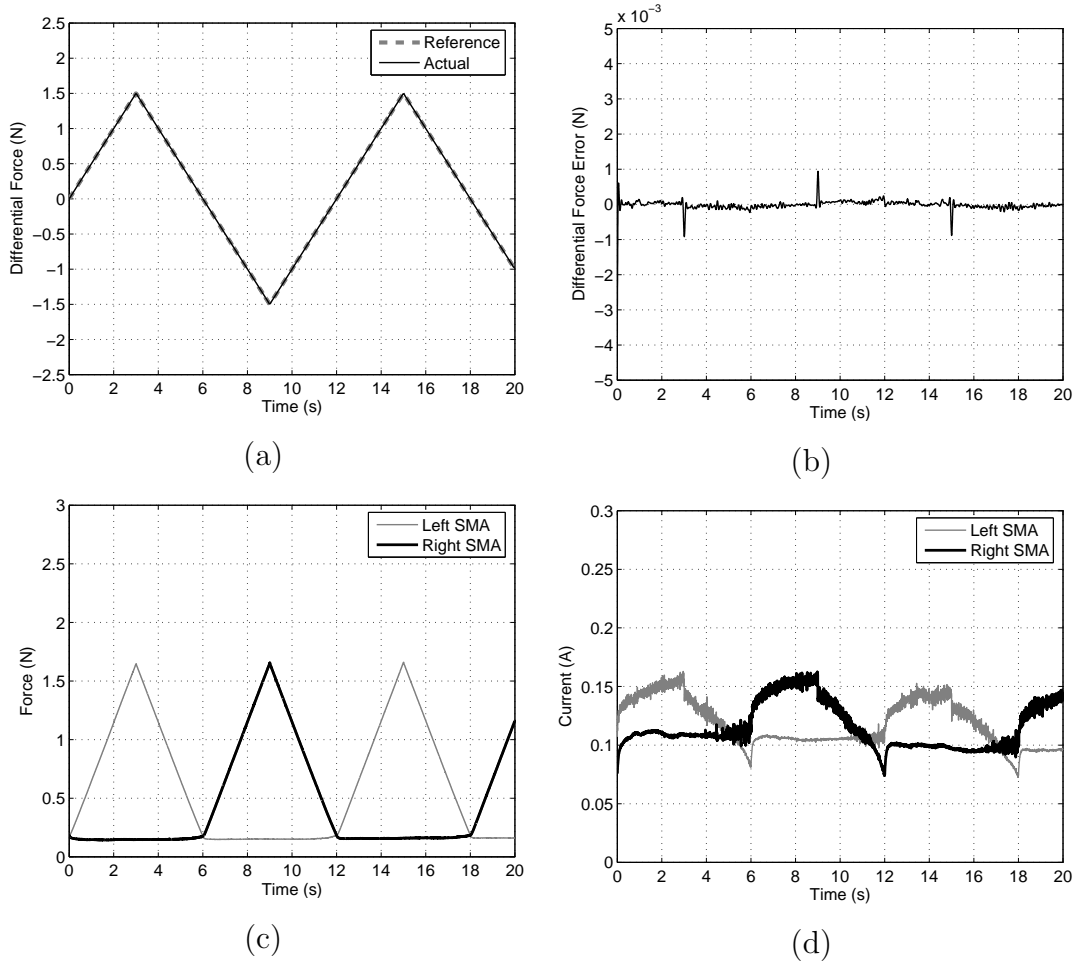 2.5
2
1.5
1
0.5
0
−0.5
−1
−1.5
−2
−2.5
0 2 4 6 8 10 12 14 16 18 20
Time (s)
Differential Force (N)
Reference
Actual
(a)
x 10−3
5
4
3
2
1
0
−1
−2
−3
−4
−5
0 2 4 6 8 10 12 14 16 18 20
Time (s)
Differential Force Error (N)
(b)
3
2.5
2
1.5
1
0.5
0
0 2 4 6 8 10 12 14 16 18 20
Time (s)
Force (N)
Left SMA
Right SMA
(c)
0.3
0.25
0.2
0.15
0.1
0.05
0
0 2 4 6 8 10 12 14 16 18 20
Time (s)
Current (A)
Left SMA
Right SMA
(d)